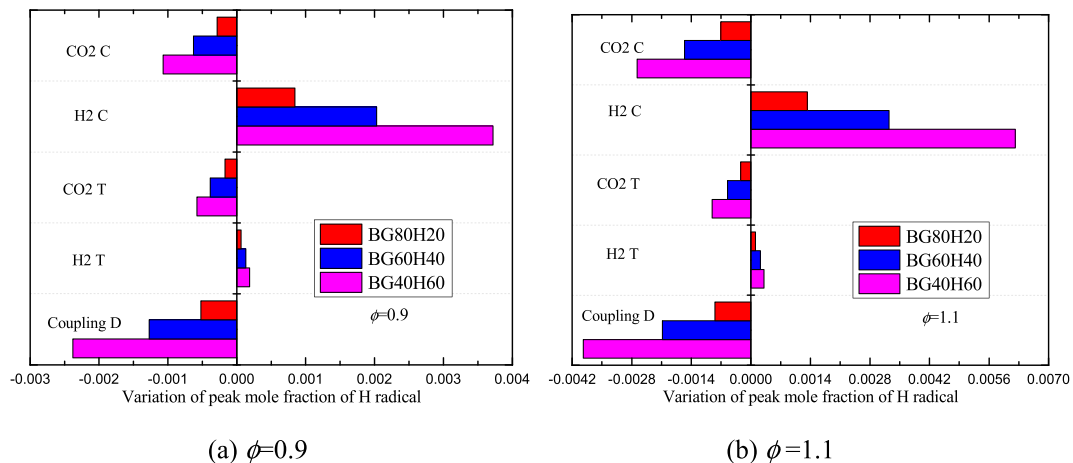 CO2 C
H2 C
CO2 T
H2 T
Coupling D
BG80H20
BG60H40
BG40H60
ϕ=0.9
-0.003 -0.002 -0.001 0.000 0.001 0.002 0.003 0.004
Variation of peak mole fraction of H radical
(a) ϕ=0.9
CO2 C
H2 C
CO2 T
H2 T
Coupling D
BG80H20
BG60H40
BG40H60
ϕ=1.1
-0.0042 -0.0028 -0.0014 0.0000 0.0014 0.0028 0.0042 0.0056 0.0070
Variation of peak mole fraction of H radical
(b) ϕ=1.1